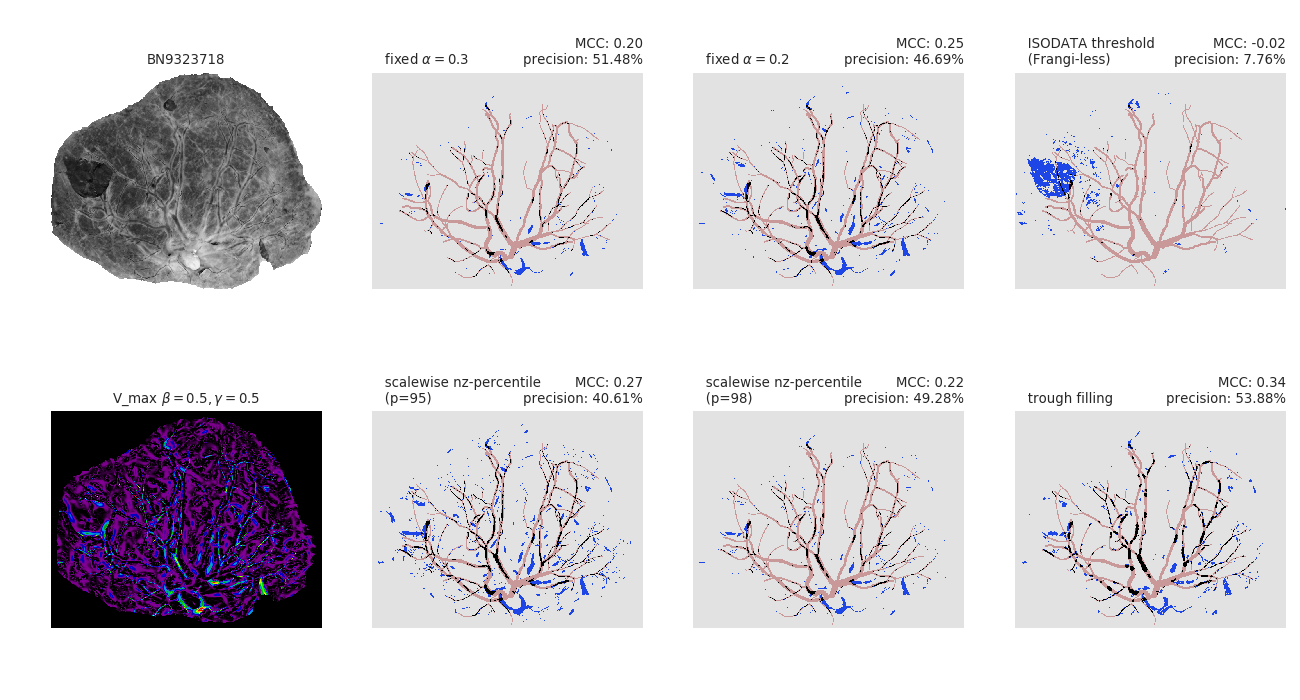 BN9323718
MCC: 0.20
fixed α = 0.3 precision: 51.48%
MCC: 0.25
fixed α = 0.2 precision: 46.69%
ISODATA threshold MCC: -0.02
(Frangi-less) precision: 7.76%
V_max β = 0.5, γ = 0.5
scalewise nz-percentile MCC: 0.27
(p=95) precision: 40.61%
scalewise nz-percentile MCC: 0.22
(p=98) precision: 49.28%
MCC: 0.34
trough filling precision: 53.88%